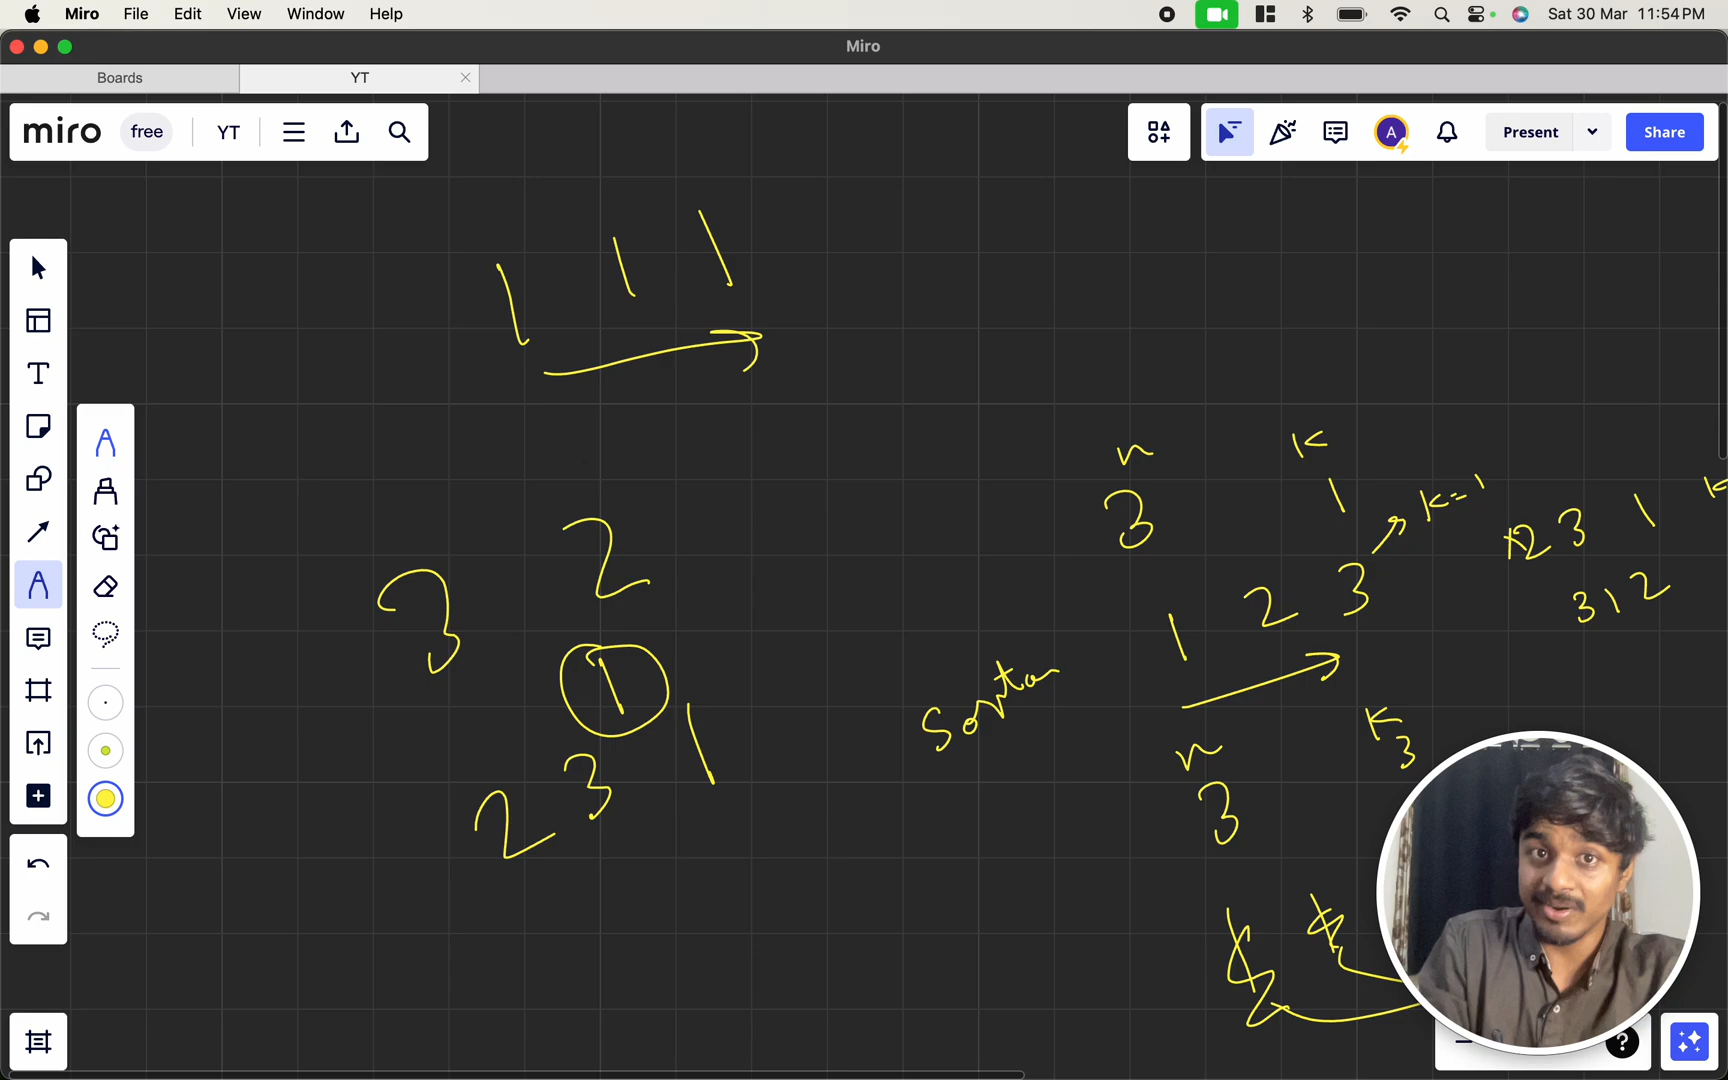 Miro File Edit View Window Help Sat 30 Mar 11:54 PM
Miro
Boards YT
miro free YT Present Share
A
1 1 1
n K
3 1 K=1
2 3 1 K
1 2 3
3 1 2
3 2
1
2 3 1
Sorta
n K
3 3
T
?